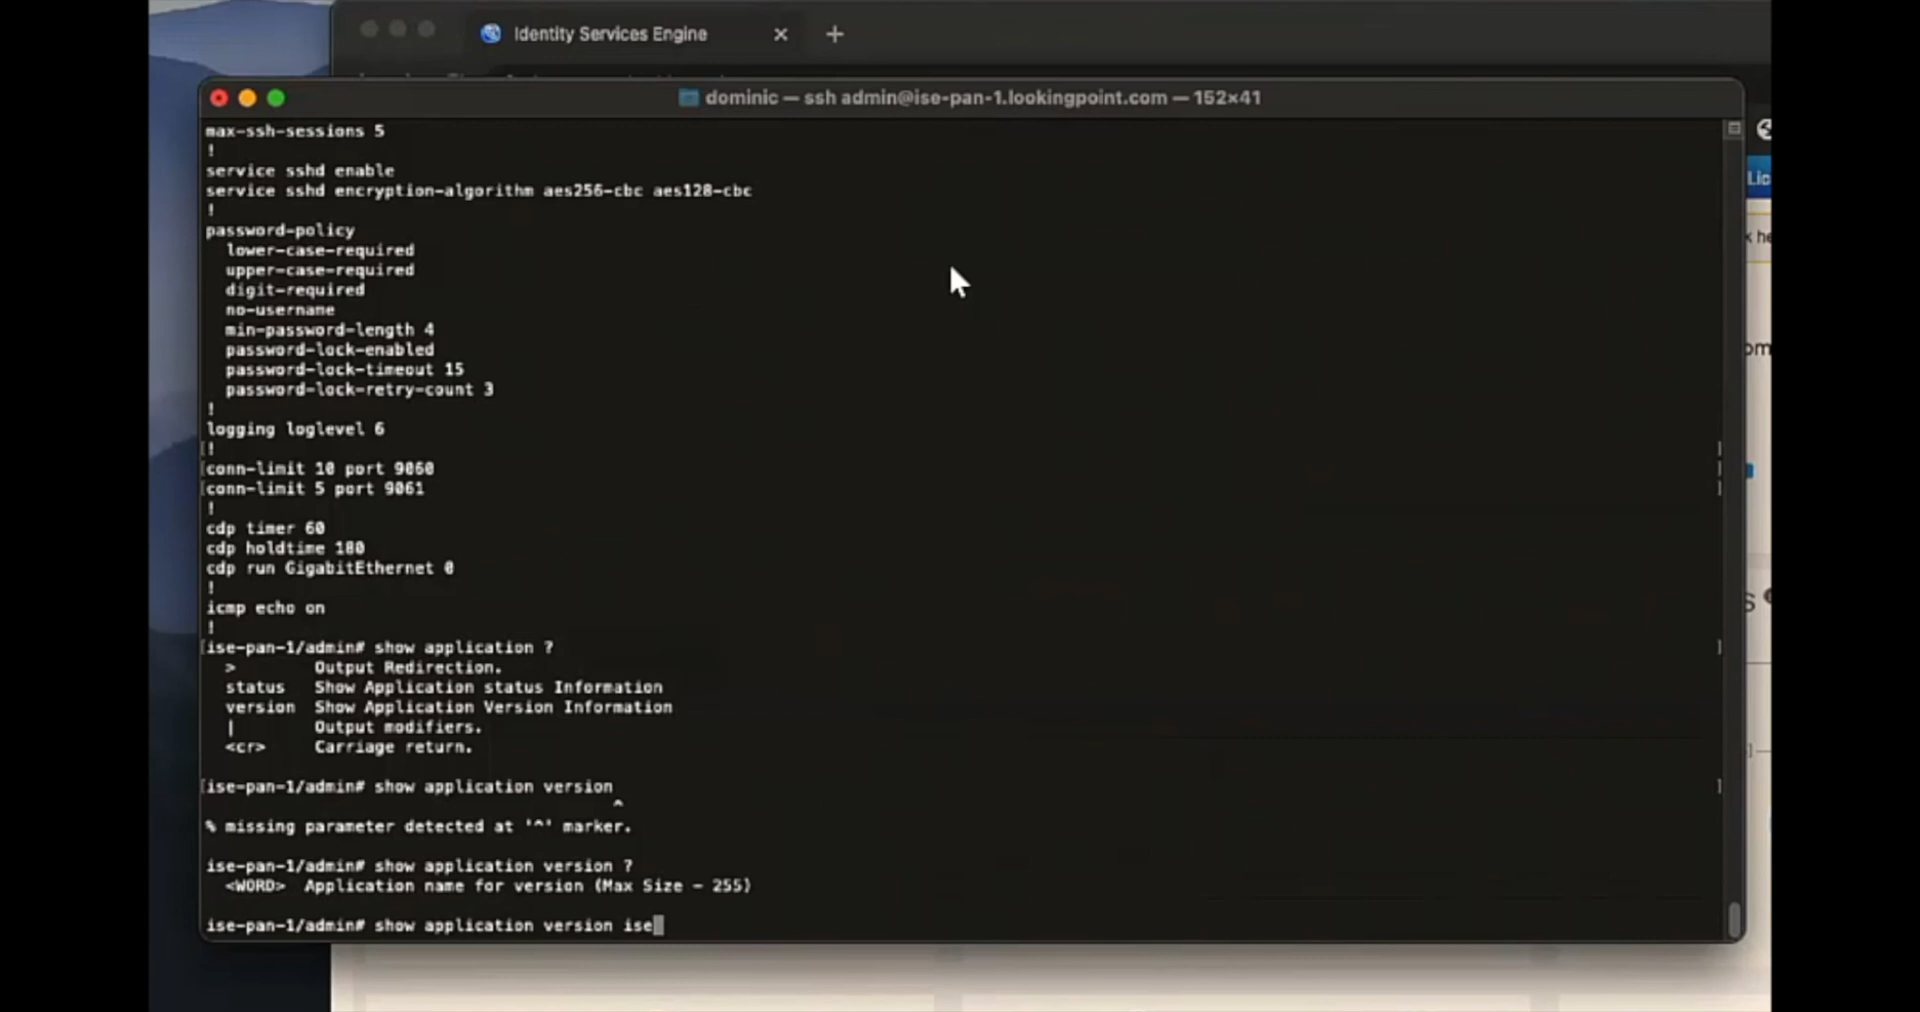 Identity Services Engine
dominic — ssh admin@ise-pan-1.lookingpoint.com — 152×41
max-ssh-sessions 5
!
service sshd enable
service sshd encryption-algorithm aes256-cbc aes128-cbc
!
password-policy
lower-case-required
upper-case-required
digit-required
no-username
min-password-length 4
password-lock-enabled
password-lock-timeout 15
password-lock-retry-count 3
!
logging loglevel 6
[!                                                                                      ]
[conn-limit 10 port 9060 ]
[conn-limit 5 port 9061 ]
!
cdp timer 60
cdp holdtime 180
cdp run GigabitEthernet 0
!
icmp echo on
!
[ise-pan-1/admin# show application ? ]
> Output Redirection.
status Show Application status Information
version Show Application Version Information
| Output modifiers.
<cr> Carriage return.
[ise-pan-1/admin# show application version ]
^
% missing parameter detected at '^' marker.
ise-pan-1/admin# show application version ?
<WORD> Application name for version (Max Size - 255)
ise-pan-1/admin# show application version ise